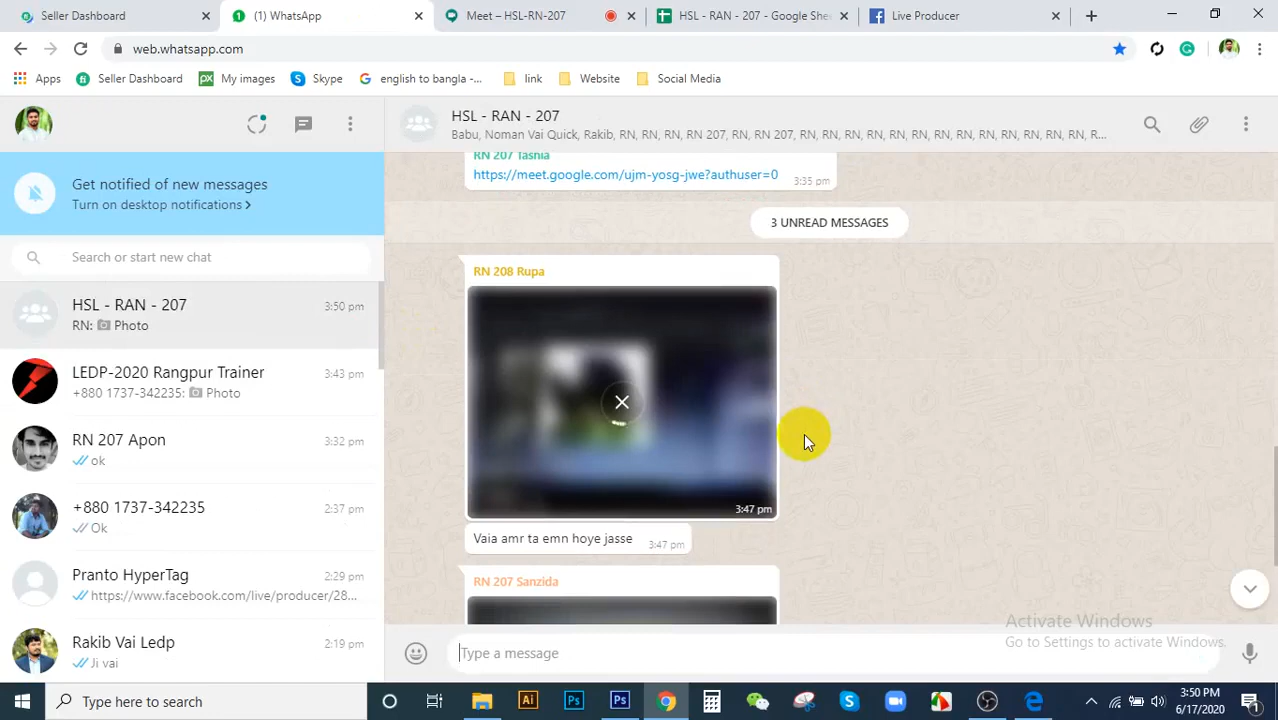 Seller Dashboard
(1) WhatsApp
Meet – HSL-RN-207
HSL - RAN - 207 - Google She
Live Producer
web.whatsapp.com
Apps
Seller Dashboard
My images
Skype
english to bangla -...
link
Website
Social Media
HSL - RAN - 207
Babu, Noman Vai Quick, Rakib, RN, RN, RN, RN 207, RN, RN 207, RN, RN, RN, RN, RN, RN, RN, RN, RN, RN, RN, R...
Get notified of new messages
Turn on desktop notifications >
Search or start new chat
HSL - RAN - 207
3:50 pm
RN: Photo
LEDP-2020 Rangpur Trainer
3:43 pm
+880 1737-342235: Photo
RN 207 Apon
3:32 pm
ok
+880 1737-342235
2:37 pm
Ok
Pranto HyperTag
2:29 pm
https://www.facebook.com/live/producer/28...
Rakib Vai Ledp
2:19 pm
Ji vai
RN 207 Tasnia
https://meet.google.com/ujm-yosg-jwe?authuser=0
3:35 pm
3 UNREAD MESSAGES
RN 208 Rupa
3:47 pm
Vaia amr ta emn hoye jasse
3:47 pm
RN 207 Sanzida
Type a message
Activate Windows
Go to Settings to activate Windows.
Type here to search
Ai
Ps
Ps
3:50 PM
6/17/2020
1